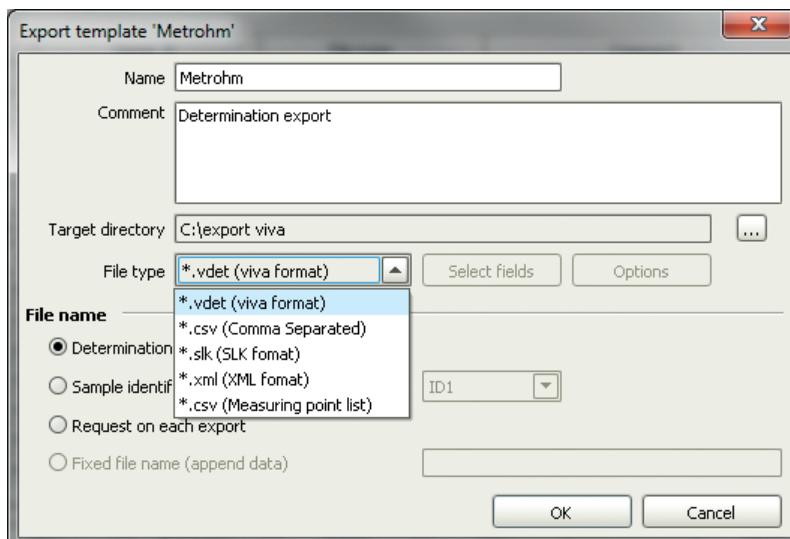 Export template 'Metrohm'
Name Metrohm
Comment Determination export
Target directory C:\export viva ...
File type *.vdet (viva format) Select fields Options
*.vdet (viva format)
*.csv (Comma Separated)
*.slk (SLK fomat)
*.xml (XML fomat)
*.csv (Measuring point list)
File name
Determination
Sample identif ID1
Request on each export
Fixed file name (append data)
OK Cancel